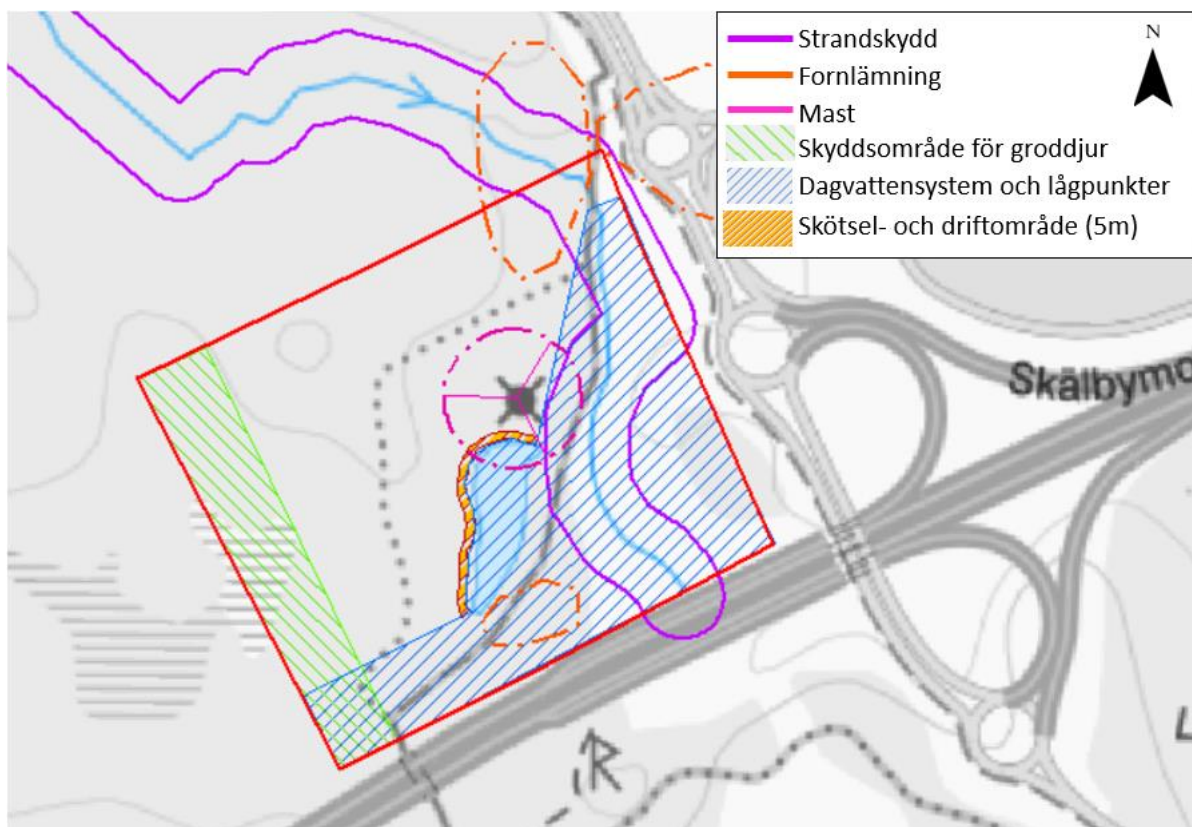 N
Strandskydd
Fornlämning
Mast
Skyddsområde för groddjur
Dagvattensystem och lågpunkter
Skötsel- och driftområde (5m)
Skälbymo
R
L